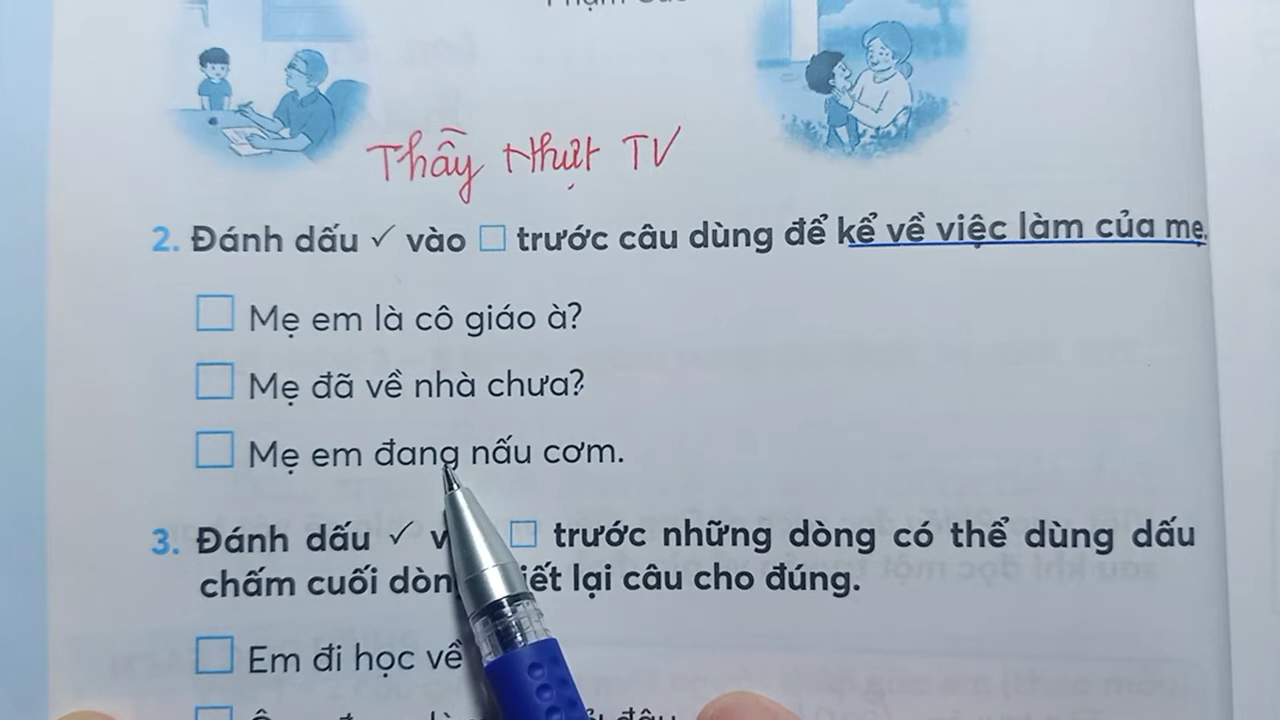 Thầy Nhựt TV
2. Đánh dấu ✓ vào □ trước câu dùng để kể về việc làm của mẹ.
□ Mẹ em là cô giáo à?
□ Mẹ đã về nhà chưa?
□ Mẹ em đang nấu cơm.
3. Đánh dấu ✓ □ trước những dòng có thể dùng dấu
chấm cuối lại câu cho đúng.
□ Em đi học về